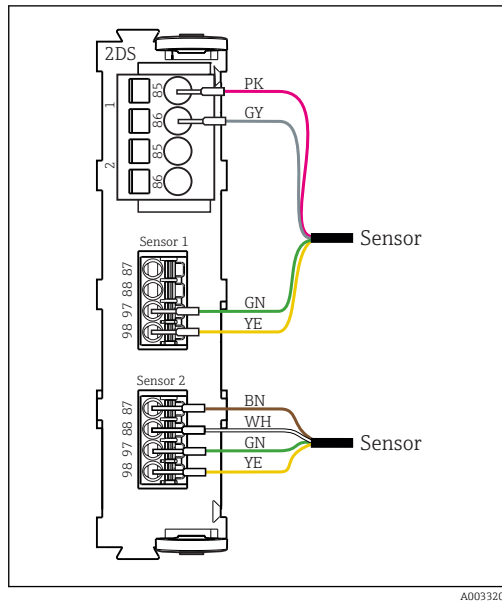 2DS
1
85
PK
86
GY
2
85
86
Sensor
Sensor 1
87
88
97
GN
98
YE
Sensor 2
87
BN
88
WH
97
GN
Sensor
98
YE